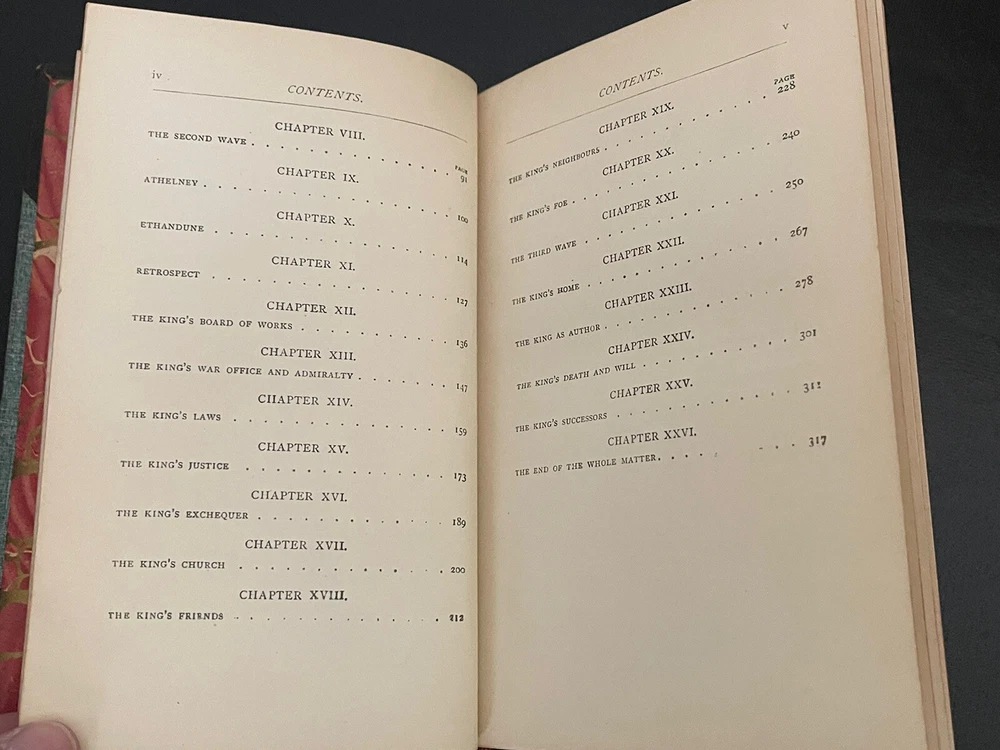 iv
CONTENTS.
CHAPTER VIII.
PAGE
THE SECOND WAVE . . . . . . . . . . . . 91
CHAPTER IX.
ATHELNEY . . . . . . . . . . . . . . 100
CHAPTER X.
ETHANDUNE . . . . . . . . . . . . . 114
CHAPTER XI.
RETROSPECT . . . . . . . . . . . . . 127
CHAPTER XII.
THE KING'S BOARD OF WORKS . . . . . . . . 136
CHAPTER XIII.
THE KING'S WAR OFFICE AND ADMIRALTY . . . . . . 147
CHAPTER XIV.
THE KING'S LAWS . . . . . . . . . . . . 159
CHAPTER XV.
THE KING'S JUSTICE . . . . . . . . . . . 173
CHAPTER XVI.
THE KING'S EXCHEQUER . . . . . . . . . . 189
CHAPTER XVII.
THE KING'S CHURCH . . . . . . . . . . . 200
CHAPTER XVIII.
THE KING'S FRIENDS . . . . . . . . . . . 212
v
CONTENTS.
CHAPTER XIX.
PAGE
THE KING'S NEIGHBOURS . . . . . . . . . . 228
CHAPTER XX.
THE KING'S FOE . . . . . . . . . . . . 240
CHAPTER XXI.
THE THIRD WAVE . . . . . . . . . . . . 250
CHAPTER XXII.
THE KING'S HOME . . . . . . . . . . . . 267
CHAPTER XXIII.
THE KING AS AUTHOR . . . . . . . . . . . 278
CHAPTER XXIV.
THE KING'S DEATH AND WILL . . . . . . . . . 301
CHAPTER XXV.
THE KING'S SUCCESSORS . . . . . . . . . . 311
CHAPTER XXVI.
THE END OF THE WHOLE MATTER . . . . . . . . 317